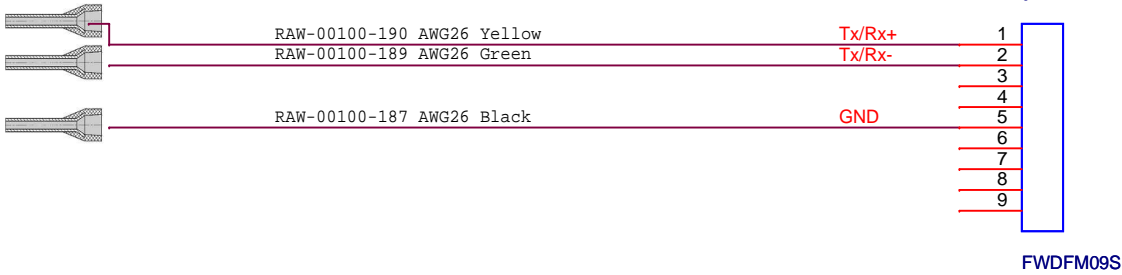 RAW-00100-190 AWG26 Yellow Tx/Rx+ 1
RAW-00100-189 AWG26 Green Tx/Rx- 2
3
4
RAW-00100-187 AWG26 Black GND 5
6
7
8
9
FWDFM09S